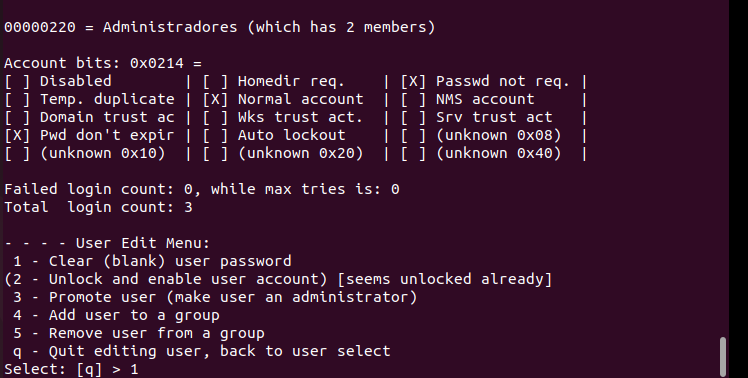 00000220 = Administradores (which has 2 members)
Account bits: 0x0214 =
[ ] Disabled        | [ ] Homedir req.    | [X] Passwd not req. |
[ ] Temp. duplicate | [X] Normal account  | [ ] NMS account     |
[ ] Domain trust ac | [ ] Wks trust act.  | [ ] Srv trust act   |
[X] Pwd don't expir | [ ] Auto lockout    | [ ] (unknown 0x08)  |
[ ] (unknown 0x10)  | [ ] (unknown 0x20)  | [ ] (unknown 0x40)  |
Failed login count: 0, while max tries is: 0
Total  login count: 3
- - - - User Edit Menu:
 1 - Clear (blank) user password
(2 - Unlock and enable user account) [seems unlocked already]
 3 - Promote user (make user an administrator)
 4 - Add user to a group
 5 - Remove user from a group
 q - Quit editing user, back to user select
Select: [q] > 1